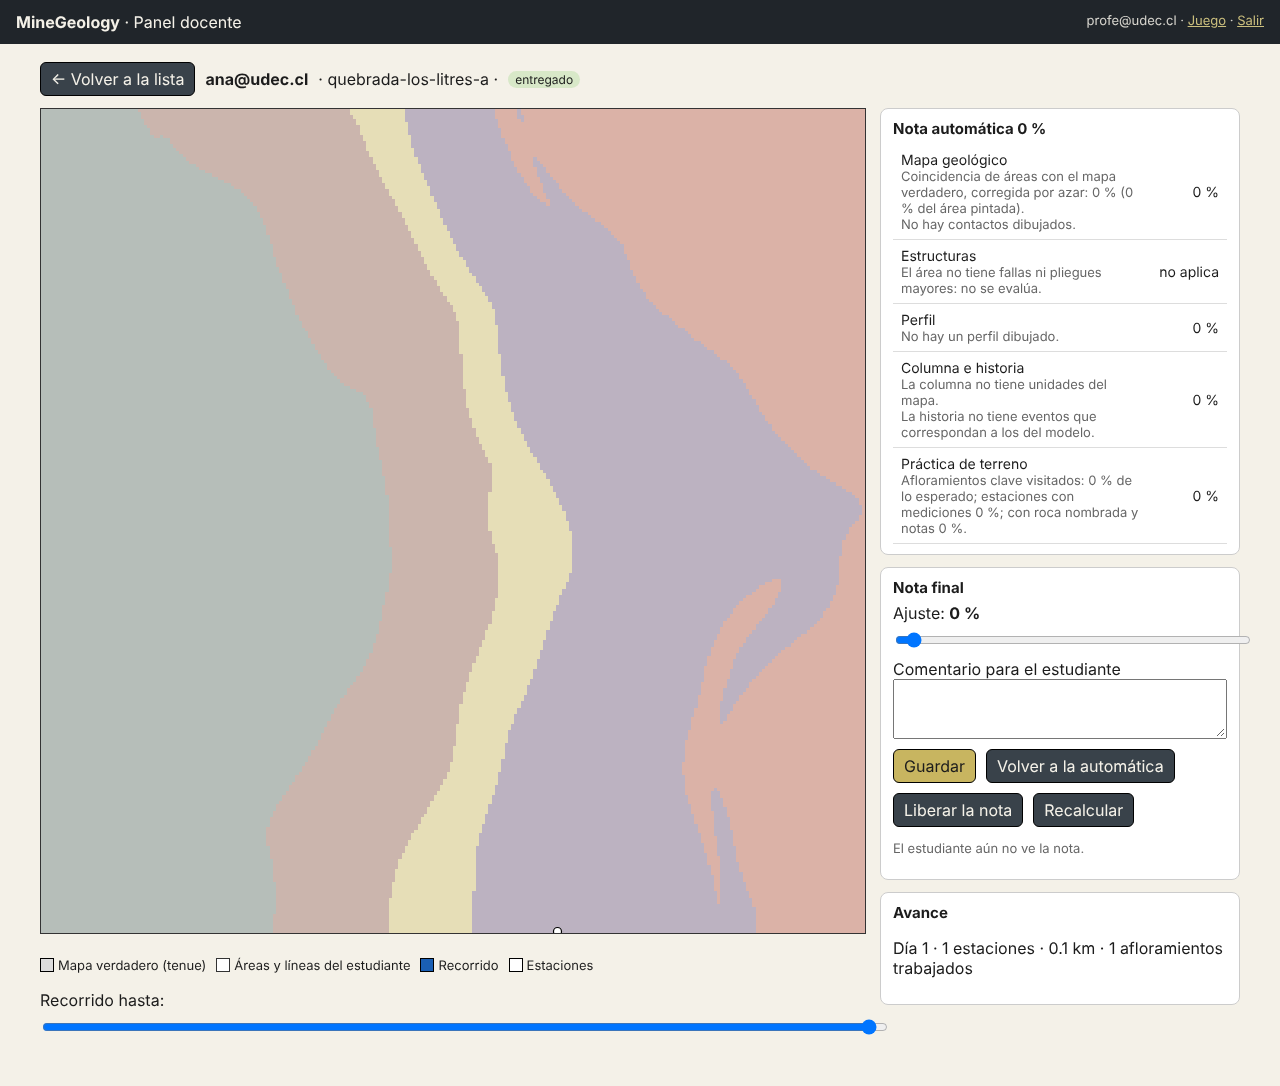 MineGeology · Panel docente
profe@udec.cl · Juego · Salir
← Volver a la lista
ana@udec.cl · quebrada-los-litres-a · entregado
Mapa verdadero (tenue)
Áreas y líneas del estudiante
Recorrido
Estaciones
Recorrido hasta:
Nota automática 0 %
Mapa geológico
Coincidencia de áreas con el mapa
verdadero, corregida por azar: 0 % (0
% del área pintada).
No hay contactos dibujados.
0 %
Estructuras
El área no tiene fallas ni pliegues
mayores: no se evalúa.
no aplica
Perfil
No hay un perfil dibujado.
0 %
Columna e historia
La columna no tiene unidades del
mapa.
La historia no tiene eventos que
correspondan a los del modelo.
0 %
Práctica de terreno
Afloramientos clave visitados: 0 % de
lo esperado; estaciones con
mediciones 0 %; con roca nombrada y
notas 0 %.
0 %
Nota final
Ajuste: 0 %
Comentario para el estudiante
Guardar
Volver a la automática
Liberar la nota
Recalcular
El estudiante aún no ve la nota.
Avance
Día 1 · 1 estaciones · 0.1 km · 1 afloramientos
trabajados